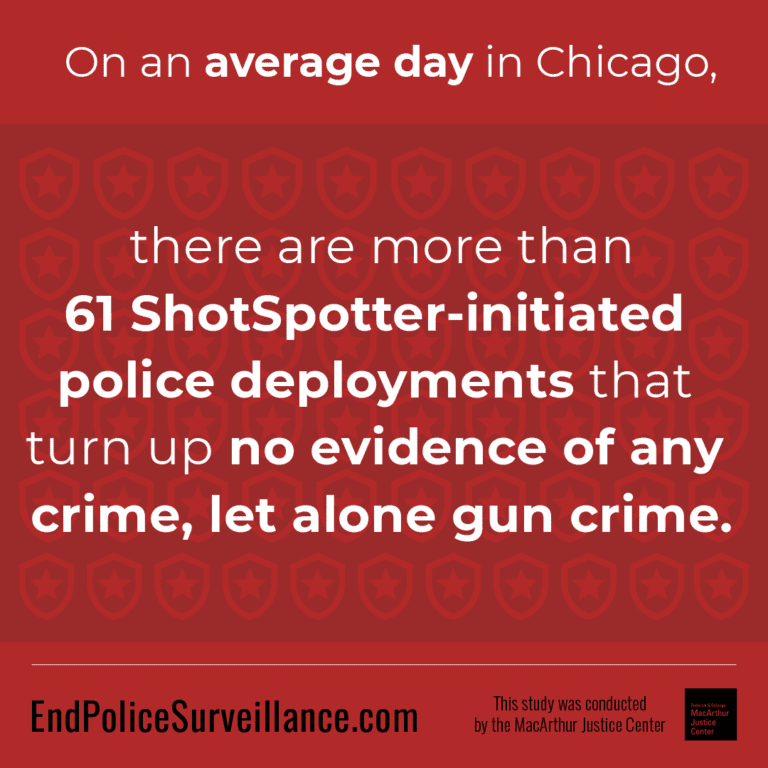 On an average day in Chicago,
there are more than
61 ShotSpotter-initiated
police deployments that
turn up no evidence of any
crime, let alone gun crime.
EndPoliceSurveillance.com
This study was conducted
by the MacArthur Justice Center
MacArthur
Justice
Center